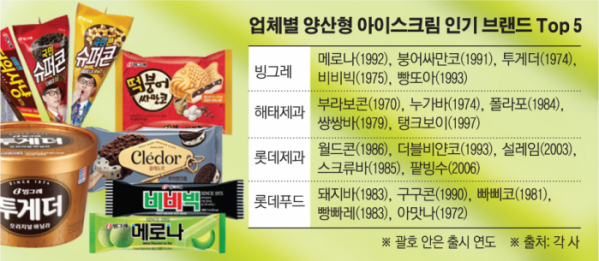 업체별 양산형 아이스크림 인기 브랜드 Top 5
빙그레
메로나(1992), 붕어싸만코(1991), 투게더(1974),
비비빅(1975), 빵또아(1993)
해태제과
부라보콘(1970), 누가바(1974), 폴라포(1984),
쌍쌍바(1979), 탱크보이(1997)
롯데제과
월드콘(1986), 더블비얀코(1993), 설레임(2003),
스크류바(1985), 팥빙수(2006)
롯데푸드
돼지바(1983), 구구콘(1990), 빠삐코(1981),
빵빠레(1983), 아맛나(1972)
※ 괄호 안은 출시 연도 ※ 출처: 각 사
슈퍼콘
슈퍼콘
떡붕어
싸만코
Cledor
비비빅
메로나
빙그레
투게더